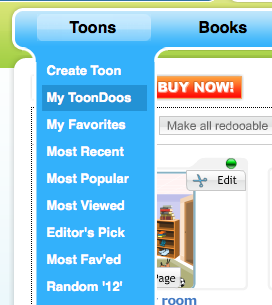 Toons
Books
Create Toon
My ToonDoos
BUY NOW!
My Favorites
Make all redooable
Most Recent
Most Popular
Edit
Most Viewed
Editor's Pick
Most Fav'ed
Page
Random '12'
room